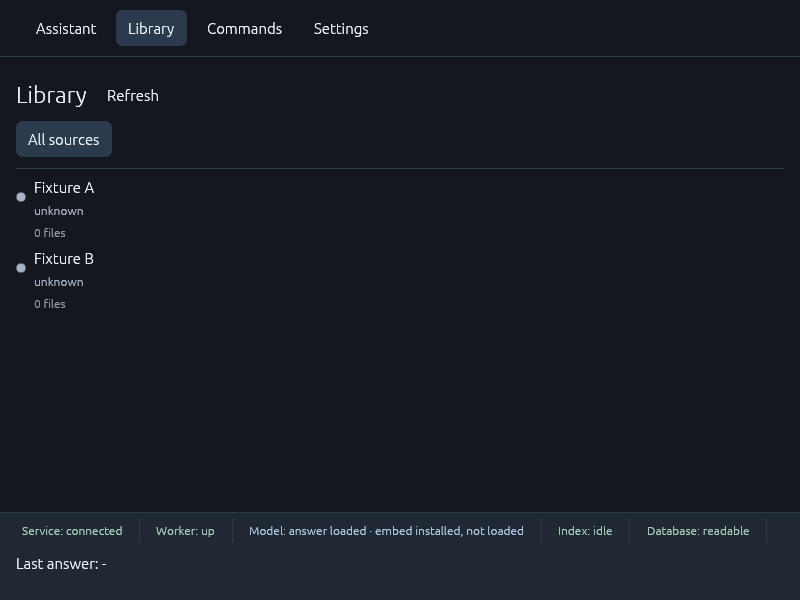 Assistant Library Commands Settings
Library Refresh
All sources
Fixture A
unknown
0 files
Fixture B
unknown
0 files
Service: connected Worker: up Model: answer loaded · embed installed, not loaded Index: idle Database: readable
Last answer: -